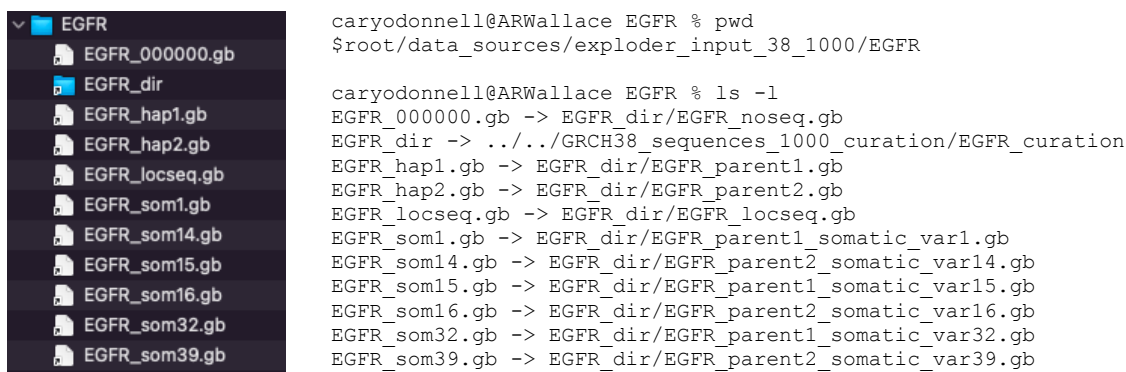 EGFR
EGFR_000000.gb
EGFR_dir
EGFR_hap1.gb
EGFR_hap2.gb
EGFR_locseq.gb
EGFR_som1.gb
EGFR_som14.gb
EGFR_som15.gb
EGFR_som16.gb
EGFR_som32.gb
EGFR_som39.gb
caryodonnell@ARWallace EGFR % pwd
$root/data_sources/exploder_input_38_1000/EGFR
caryodonnell@ARWallace EGFR % ls -l
EGFR_000000.gb -> EGFR_dir/EGFR_noseq.gb
EGFR_dir -> ../../GRCH38_sequences_1000_curation/EGFR_curation
EGFR_hap1.gb -> EGFR_dir/EGFR_parent1.gb
EGFR_hap2.gb -> EGFR_dir/EGFR_parent2.gb
EGFR_locseq.gb -> EGFR_dir/EGFR_locseq.gb
EGFR_som1.gb -> EGFR_dir/EGFR_parent1_somatic_var1.gb
EGFR_som14.gb -> EGFR_dir/EGFR_parent2_somatic_var14.gb
EGFR_som15.gb -> EGFR_dir/EGFR_parent1_somatic_var15.gb
EGFR_som16.gb -> EGFR_dir/EGFR_parent2_somatic_var16.gb
EGFR_som32.gb -> EGFR_dir/EGFR_parent1_somatic_var32.gb
EGFR_som39.gb -> EGFR_dir/EGFR_parent2_somatic_var39.gb